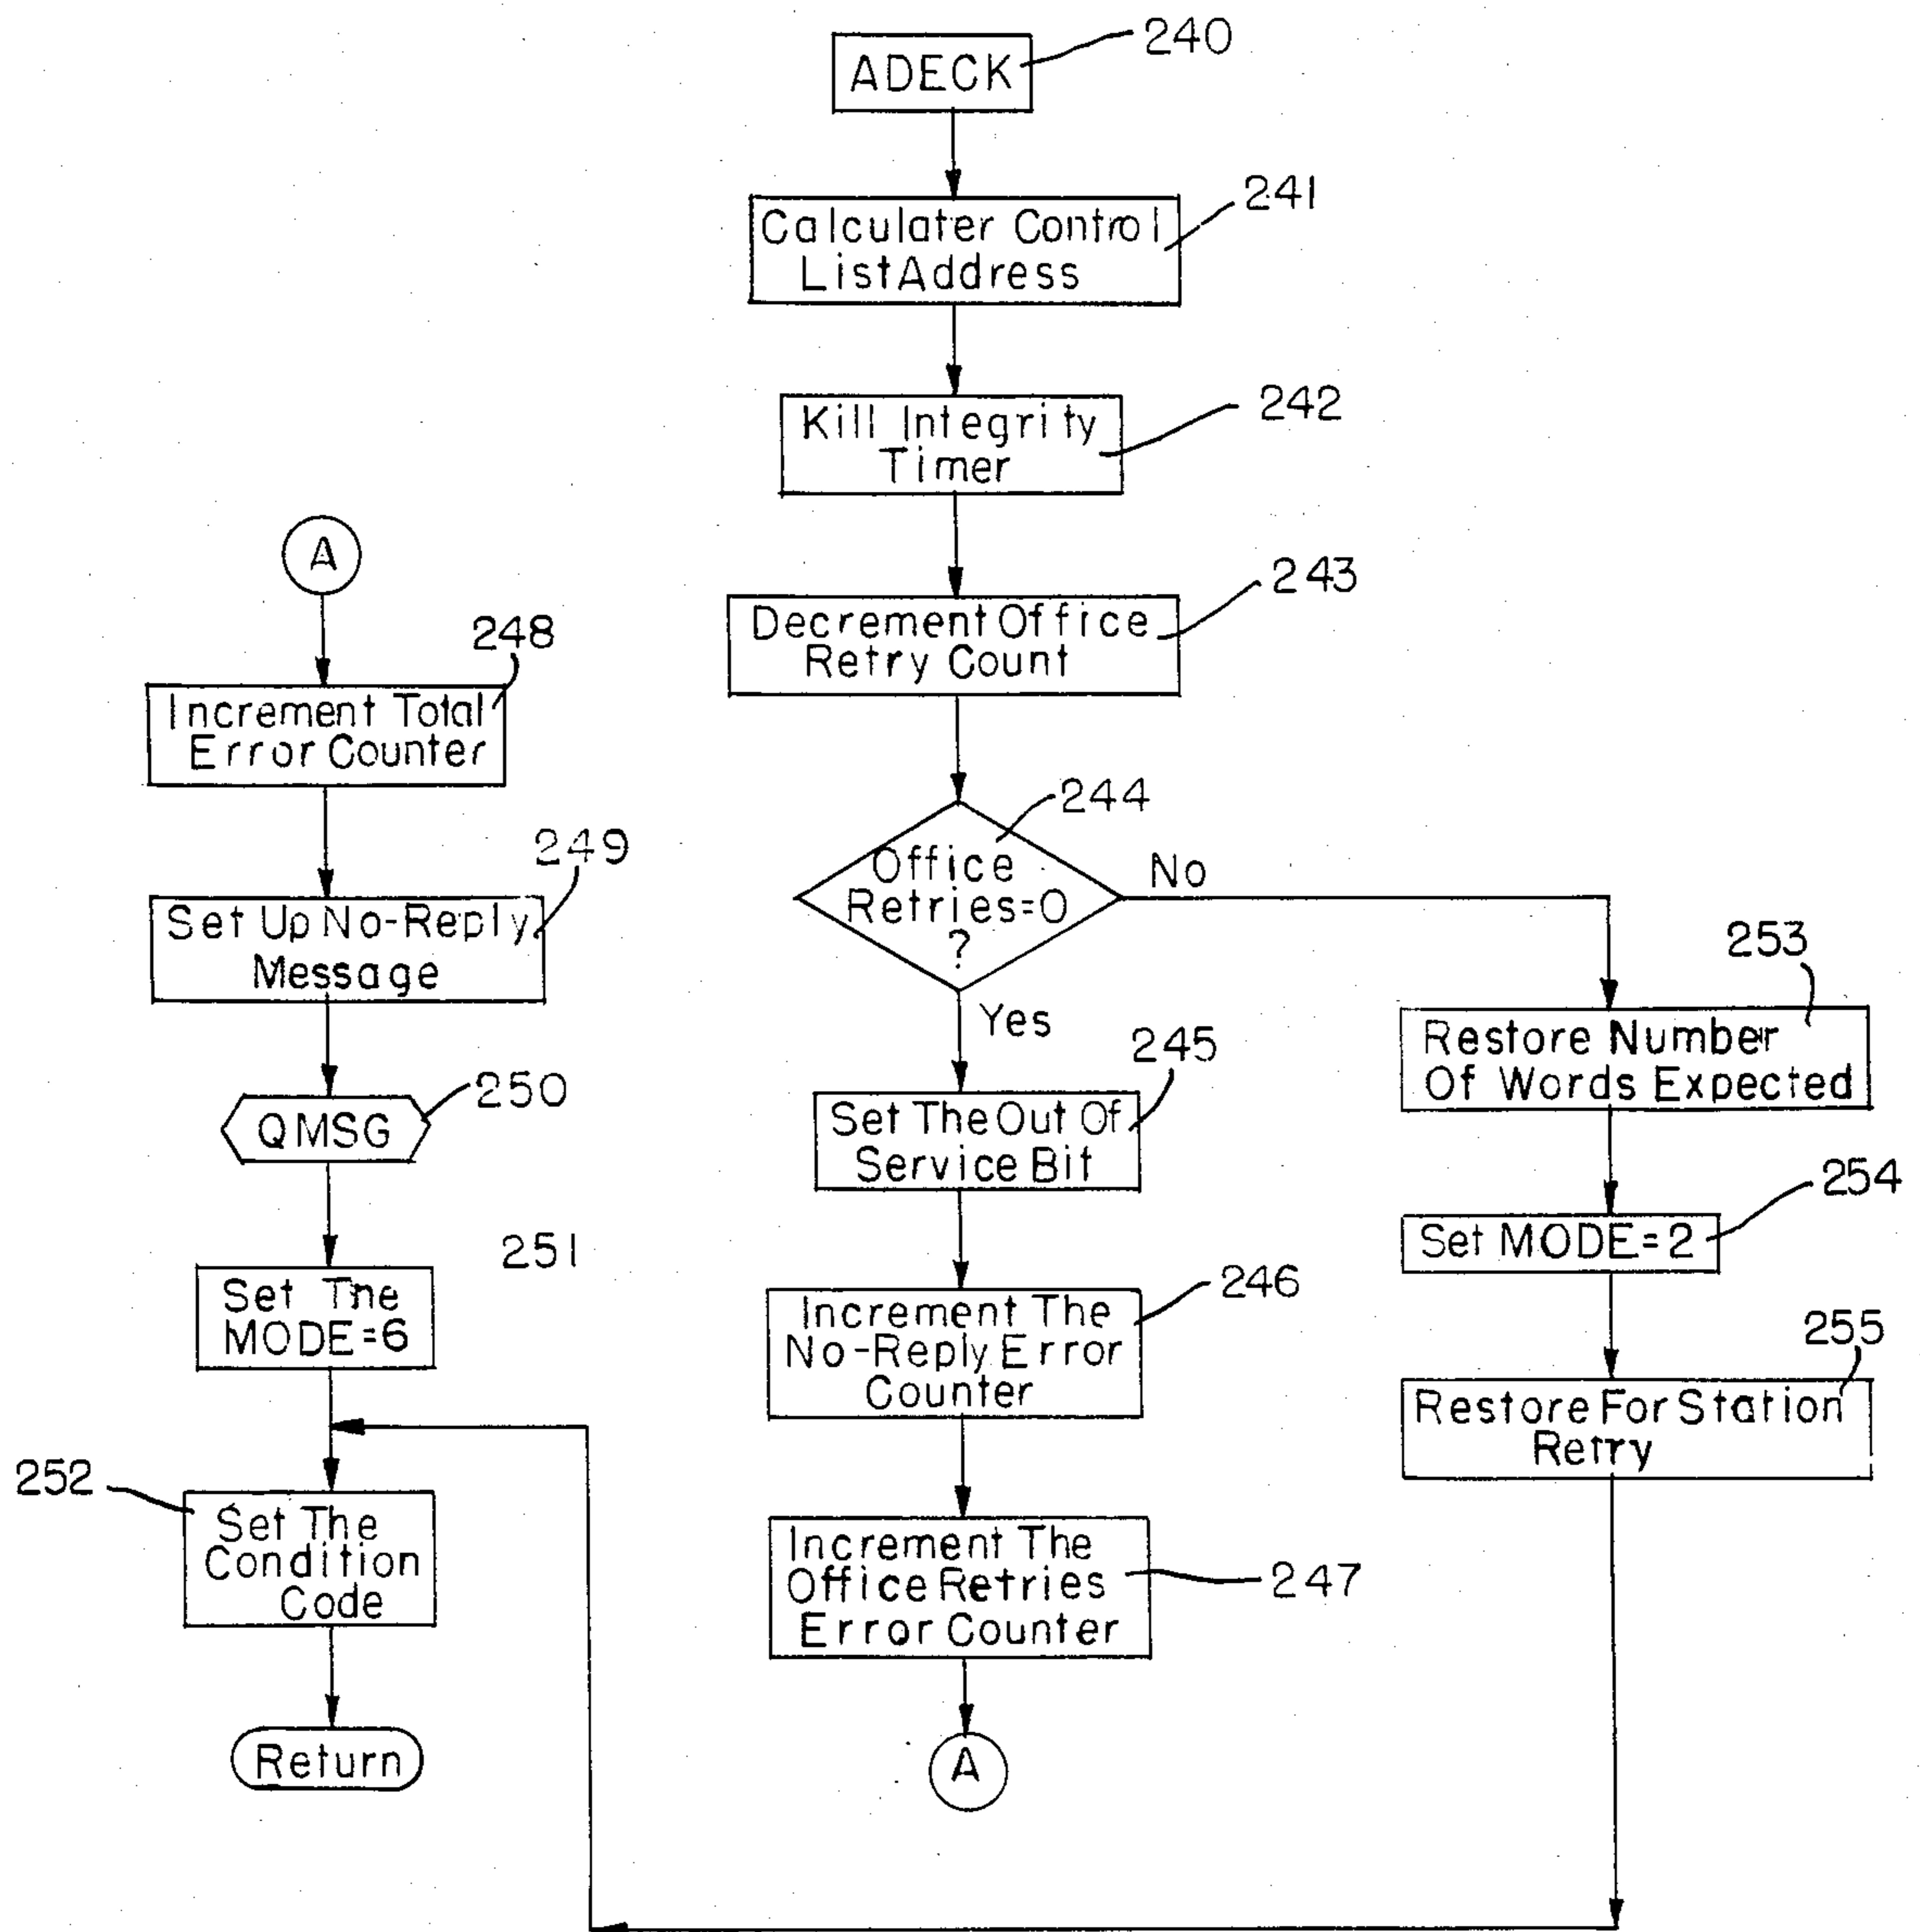 ADECK
240
Calculater Control
List Address
241
Kill Integrity
Timer
242
Decrement Office
Retry Count
243
Office
Retries=0
?
244
No
Yes
Set The Out Of
Service Bit
245
Increment The
No-Reply Error
Counter
246
Increment The
Office Retries
Error Counter
247
A
A
Increment Total
Error Counter
248
Set Up No-Reply
Message
249
QMSG
250
Set The
MODE=6
251
Set The
Condition
Code
252
Return
Restore Number
Of Words Expected
253
Set MODE=2
254
Restore For Station
Retry
255